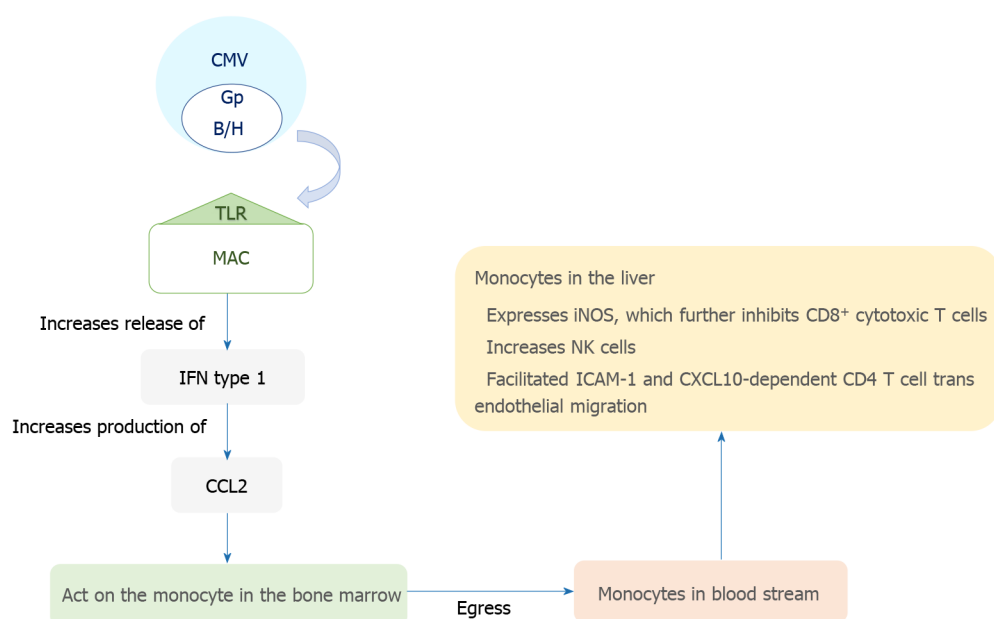 CMV
Gp
B/H
TLR
MAC
Increases release of
IFN type 1
Increases production of
CCL2
Act on the monocyte in the bone marrow
Egress
Monocytes in blood stream
Monocytes in the liver
Expresses iNOS, which further inhibits CD8⁺ cytotoxic T cells
Increases NK cells
Facilitated ICAM-1 and CXCL10-dependent CD4 T cell trans
endothelial migration